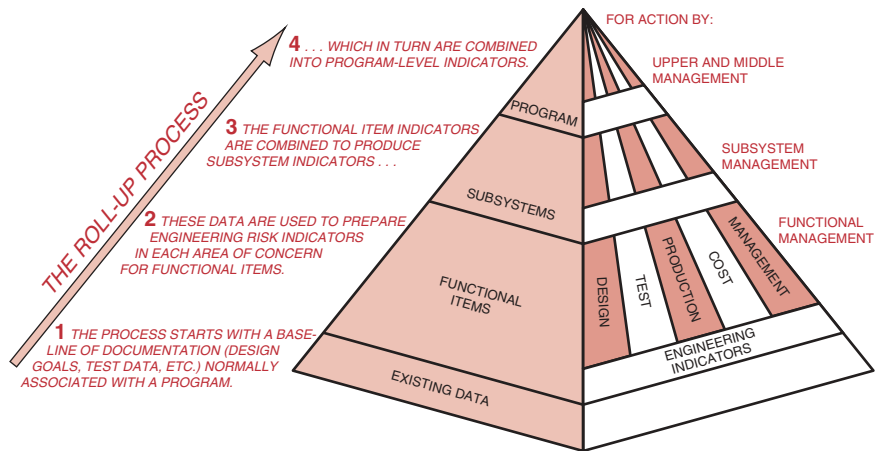 FOR ACTION BY:
4 . . . WHICH IN TURN ARE COMBINED
INTO PROGRAM-LEVEL INDICATORS.
UPPER AND MIDDLE
MANAGEMENT
PROGRAM
3 THE FUNCTIONAL ITEM INDICATORS
ARE COMBINED TO PRODUCE
SUBSYSTEM INDICATORS . . .
SUBSYSTEM
MANAGEMENT
SUBSYSTEMS
THE ROLL-UP PROCESS
2 THESE DATA ARE USED TO PREPARE
ENGINEERING RISK INDICATORS
IN EACH AREA OF CONCERN
FOR FUNCTIONAL ITEMS.
FUNCTIONAL
MANAGEMENT
FUNCTIONAL
ITEMS
DESIGN
TEST
PRODUCTION
COST
MANAGEMENT
1 THE PROCESS STARTS WITH A BASE-
LINE OF DOCUMENTATION (DESIGN
GOALS, TEST DATA, ETC.) NORMALLY
ASSOCIATED WITH A PROGRAM.
ENGINEERING
INDICATORS
EXISTING DATA